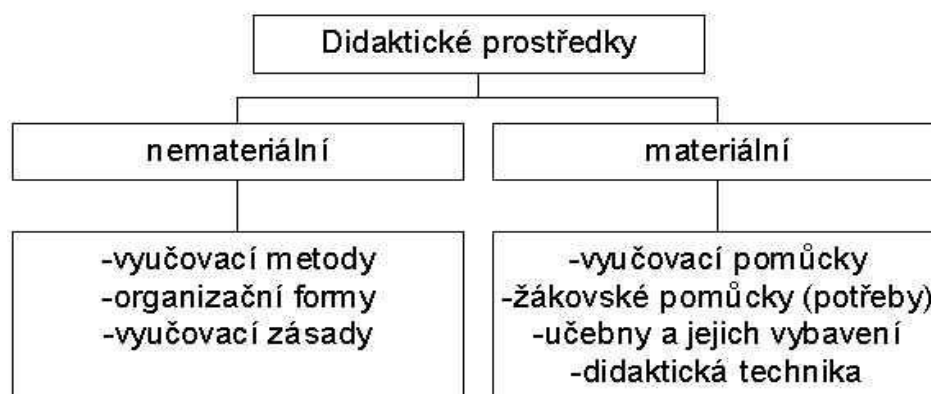 Didaktické prostředky
nemateriální
materiální
-vyučovací metody
-organizační formy
-vyučovací zásady
-vyučovací pomůcky
-žákovské pomůcky (potřeby)
-učebny a jejich vybavení
-didaktická technika